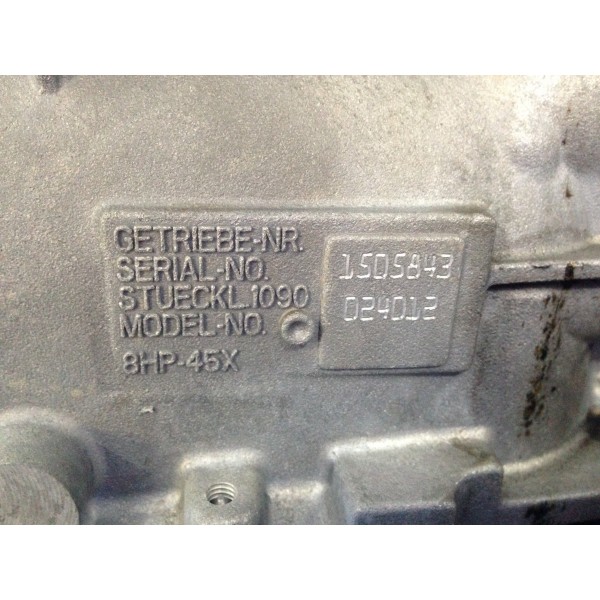 GETRIEBE-NR.
SERIAL-NO. 1505843
STUECKL.1090
MODEL-NO. 024012
8HP-45X